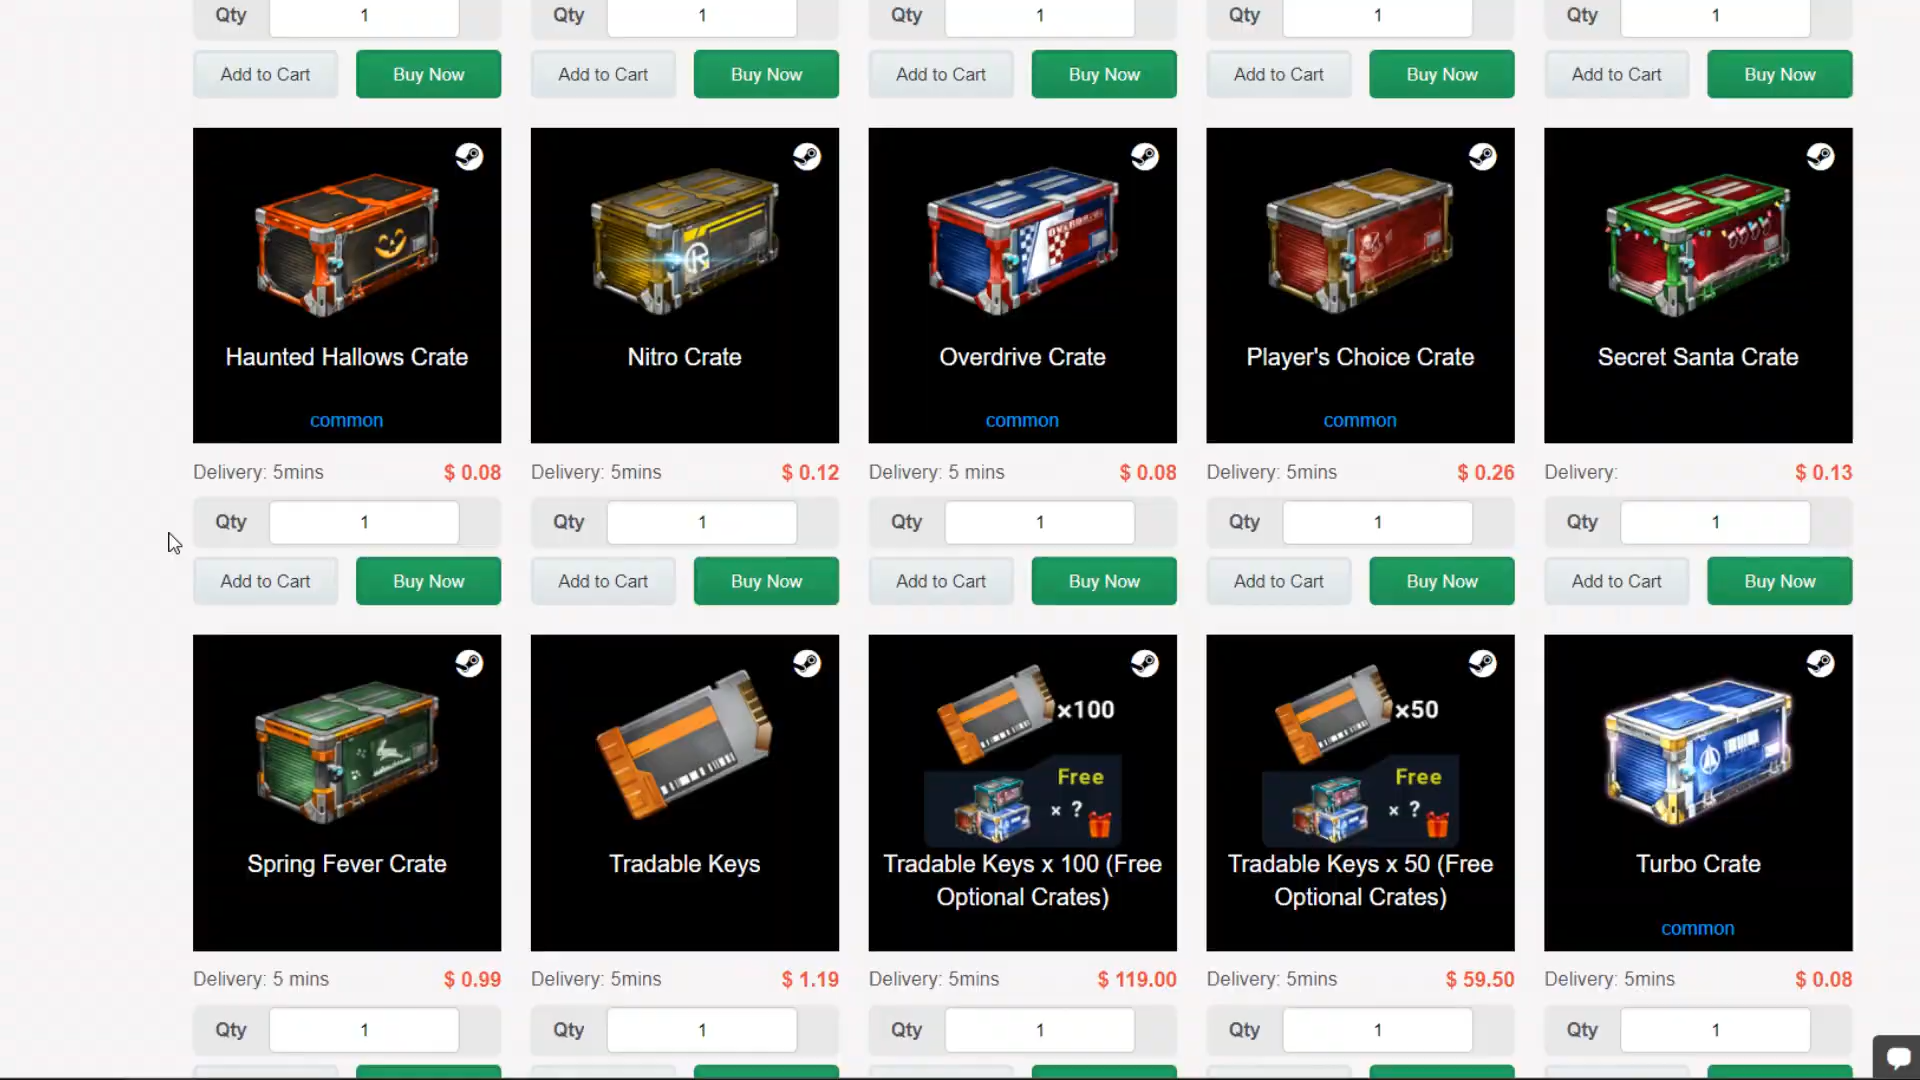 Qty 1 Qty 1 Qty 1 Qty 1 Qty 1
Add to Cart Buy Now Add to Cart Buy Now Add to Cart Buy Now Add to Cart Buy Now Add to Cart Buy Now
Haunted Hallows Crate Nitro Crate Overdrive Crate Player's Choice Crate Secret Santa Crate
common common common
Delivery: 5mins $ 0.08 Delivery: 5mins $ 0.12 Delivery: 5 mins $ 0.08 Delivery: 5mins $ 0.26 Delivery: $ 0.13
Qty 1 Qty 1 Qty 1 Qty 1 Qty 1
Add to Cart Buy Now Add to Cart Buy Now Add to Cart Buy Now Add to Cart Buy Now Add to Cart Buy Now
×100 ×50
Free Free
× ? × ?
Spring Fever Crate Tradable Keys Tradable Keys x 100 (Free Tradable Keys x 50 (Free Turbo Crate
Optional Crates) Optional Crates)
common
Delivery: 5 mins $ 0.99 Delivery: 5mins $ 1.19 Delivery: 5mins $ 119.00 Delivery: 5mins $ 59.50 Delivery: 5mins $ 0.08
Qty 1 Qty 1 Qty 1 Qty 1 Qty 1